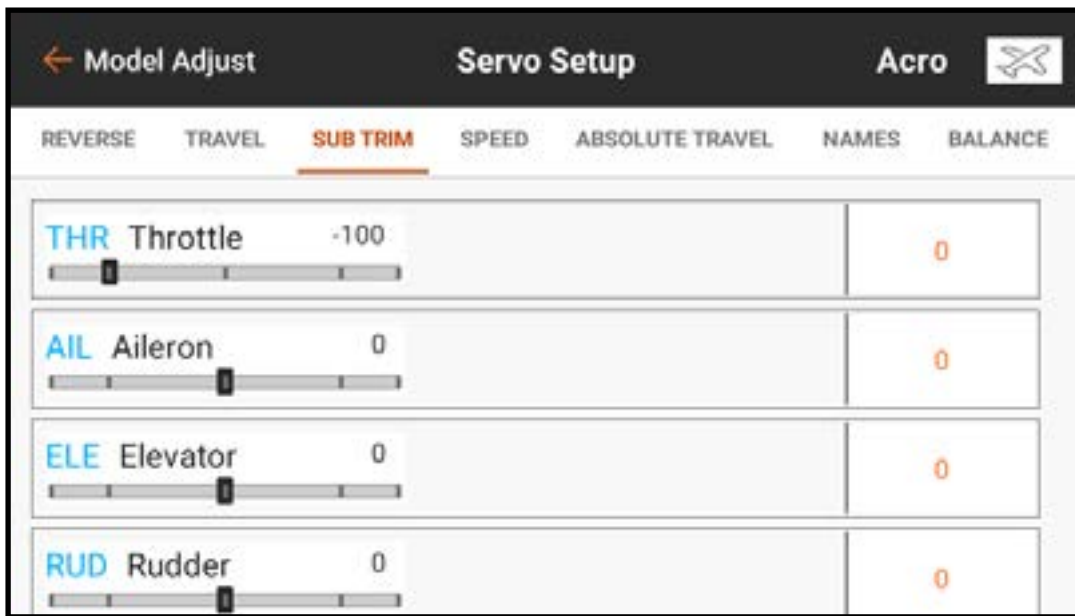 ← Model Adjust Servo Setup Acro
REVERSE TRAVEL SUB TRIM SPEED ABSOLUTE TRAVEL NAMES BALANCE
THR Throttle -100 0
AIL Aileron 0 0
ELE Elevator 0 0
RUD Rudder 0 0